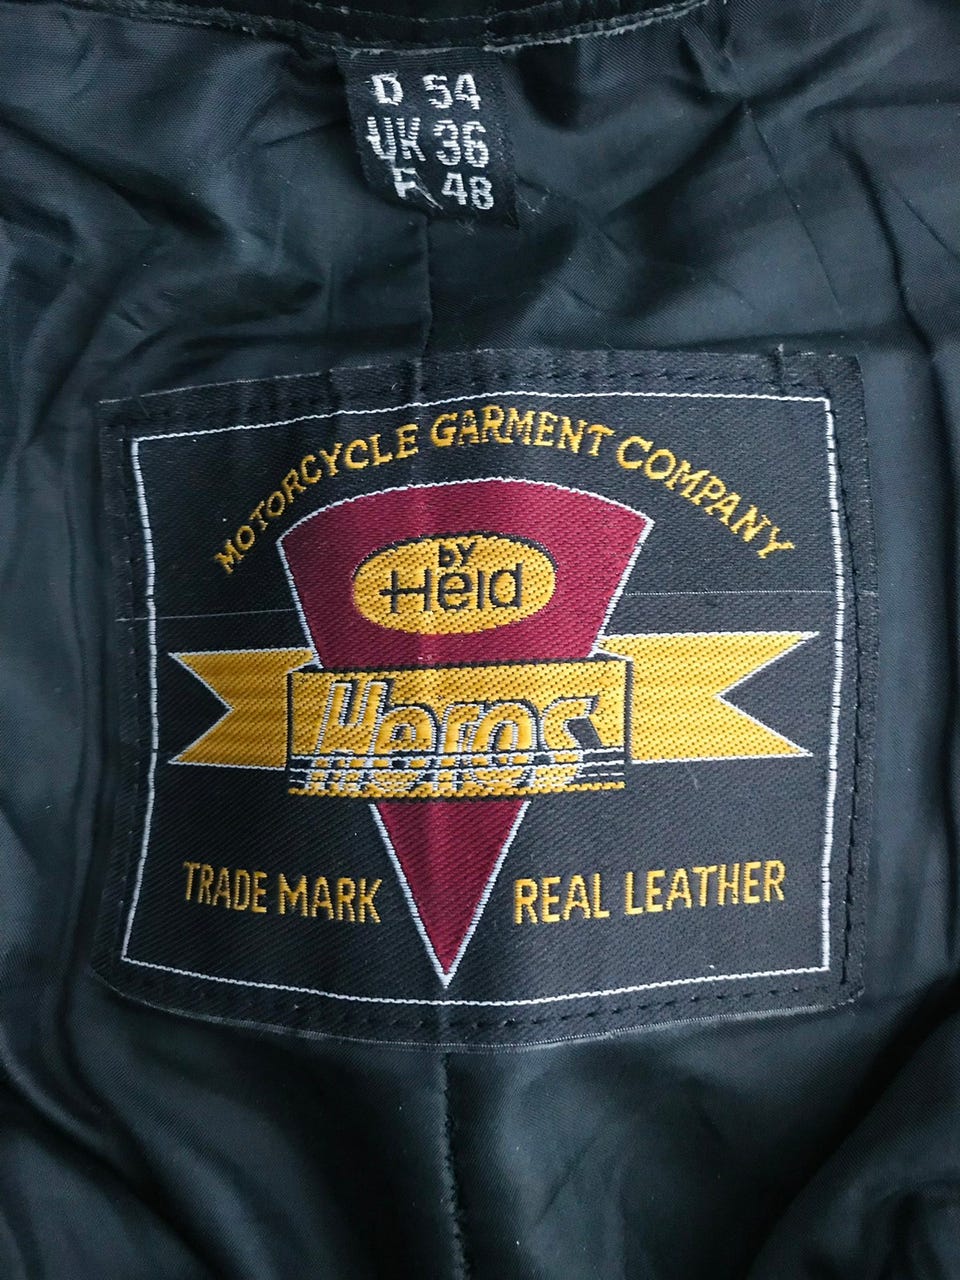 D 54
UK 36
F 48
MOTORCYCLE GARMENT COMPANY
by
Held
Heros
TRADE MARK REAL LEATHER